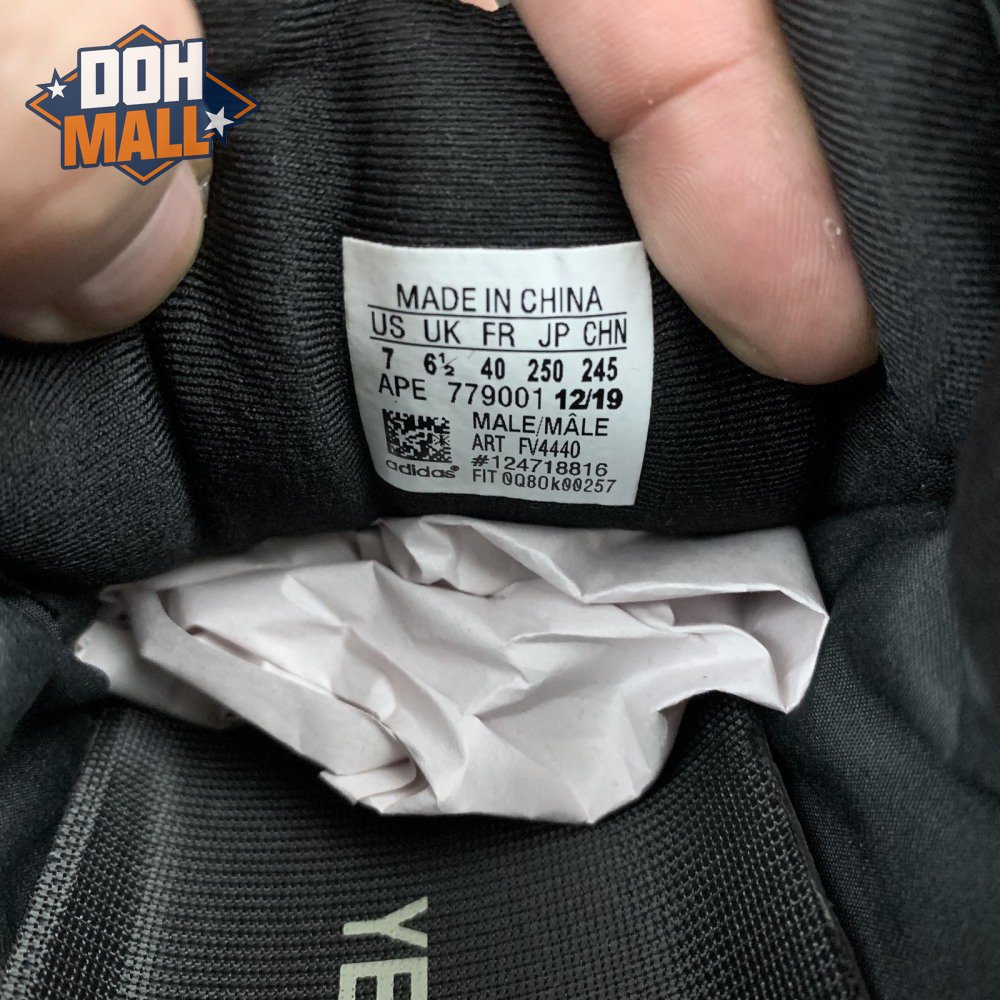 DOH
MALL
MADE IN CHINA
US UK FR JP CHN
7 6½ 40 250 245
APE 779001 12/19
MALE/MÂLE
ART FV4440
#124718816
adidas®
FIT 0Q80k00257
YE